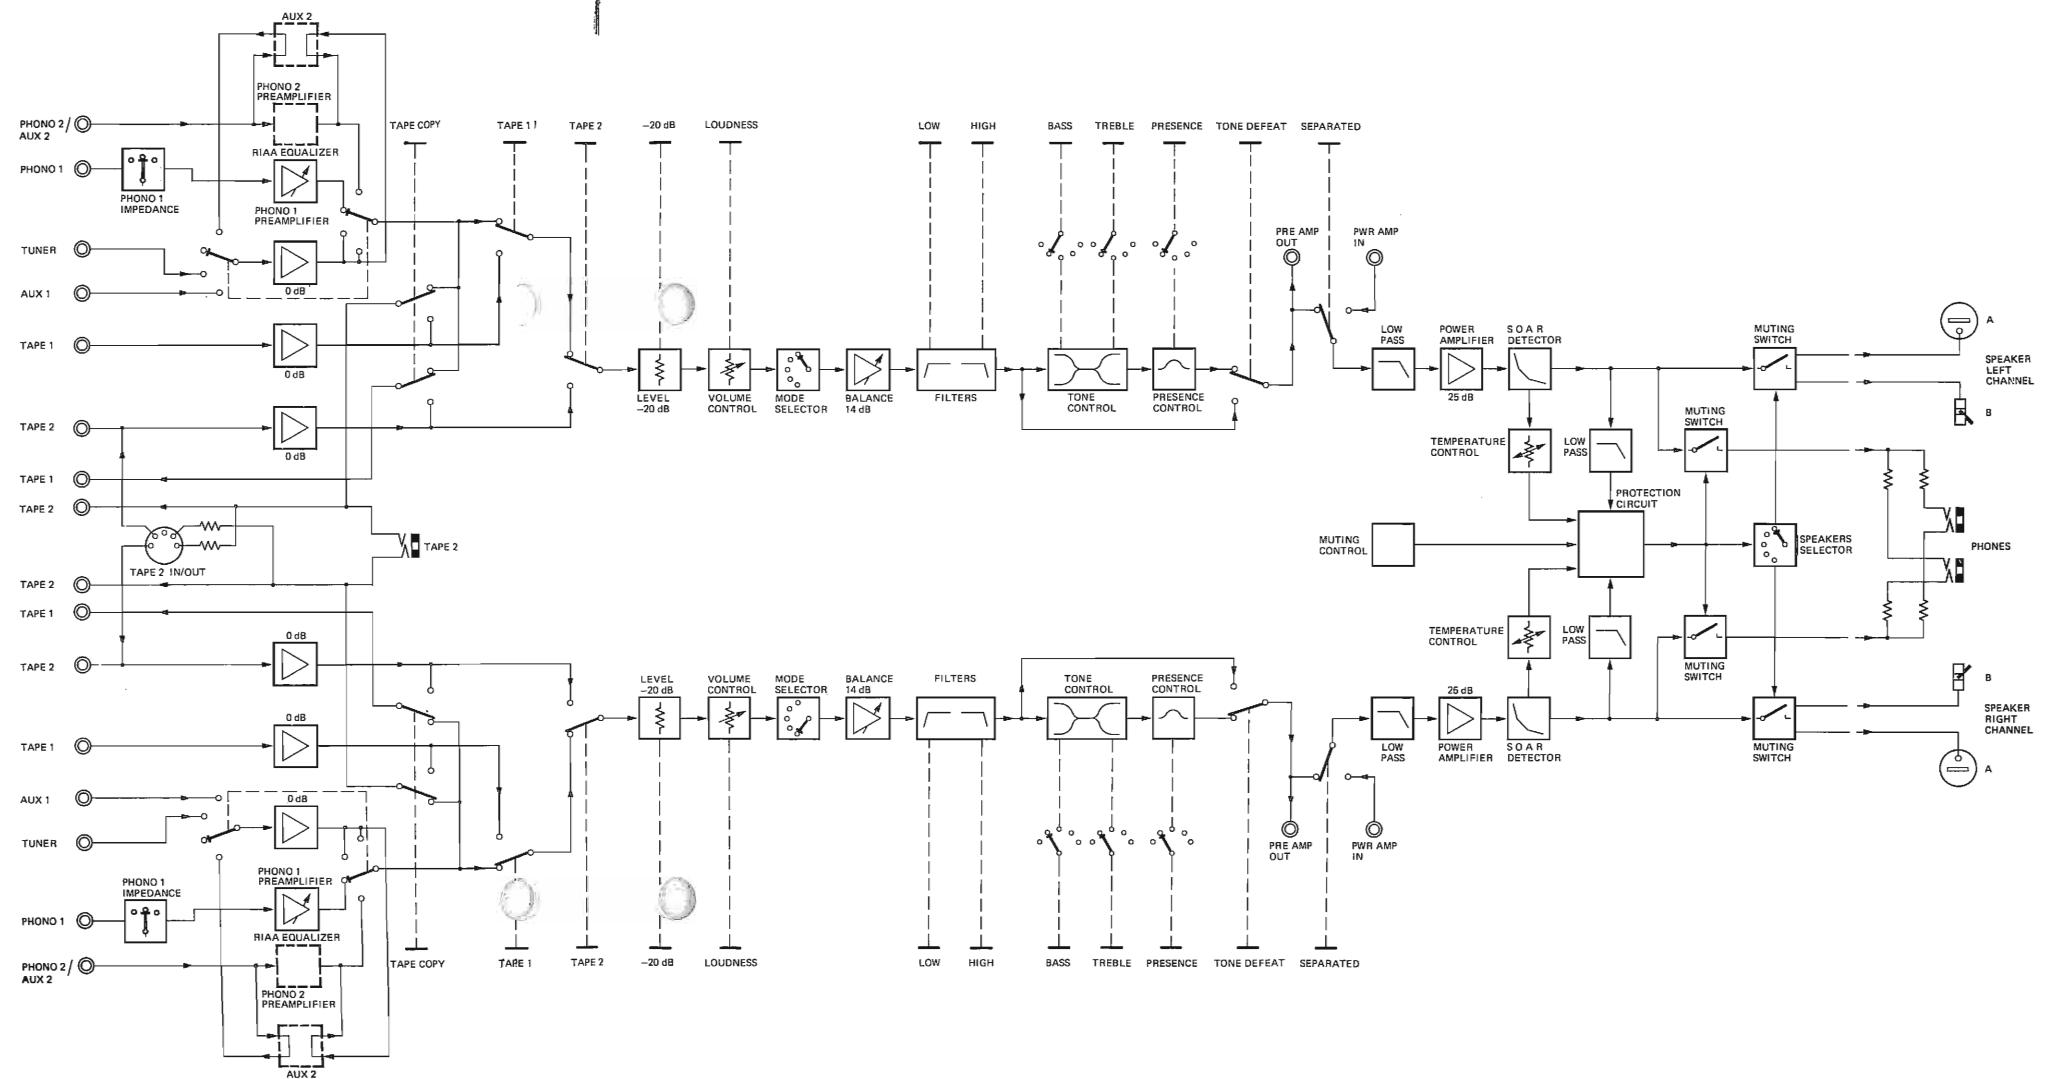 AUX 2
PHONO 2
PREAMPLIFIER
PHONO 2/
AUX 2
RIAA EQUALIZER
PHONO 1
PHONO 1
IMPEDANCE
PHONO 1
PREAMPLIFIER
TUNER
AUX 1
0 dB
TAPE 1
0 dB
TAPE 2
0 dB
TAPE 1
TAPE 2
TAPE 2 IN/OUT
TAPE 2
TAPE 2
TAPE 1
TAPE 2
0 dB
TAPE 1
0 dB
AUX 1
0 dB
TUNER
PHONO 1
IMPEDANCE
PHONO 1
PREAMPLIFIER
PHONO 1
RIAA EQUALIZER
PHONO 2/
AUX 2
PHONO 2
PREAMPLIFIER
AUX 2
TAPE COPY
TAPE 1
TAPE 2
-20 dB
LOUDNESS
LOW
HIGH
BASS
TREBLE
PRESENCE
TONE DEFEAT
SEPARATED
PRE AMP
OUT
PWR AMP
IN
LEVEL
-20 dB
VOLUME
CONTROL
MODE
SELECTOR
BALANCE
14 dB
FILTERS
TONE
CONTROL
PRESENCE
CONTROL
LOW
PASS
POWER
AMPLIFIER
25 dB
SOAR
DETECTOR
MUTING
SWITCH
A
SPEAKER
LEFT
CHANNEL
B
MUTING
SWITCH
TEMPERATURE
CONTROL
LOW
PASS
PROTECTION
CIRCUIT
MUTING
CONTROL
SPEAKERS
SELECTOR
PHONES
TEMPERATURE
CONTROL
LOW
PASS
MUTING
SWITCH
B
SPEAKER
RIGHT
CHANNEL
A
LEVEL
-20 dB
VOLUME
CONTROL
MODE
SELECTOR
BALANCE
14 dB
FILTERS
TONE
CONTROL
PRESENCE
CONTROL
25 dB
LOW
PASS
POWER
AMPLIFIER
SOAR
DETECTOR
MUTING
SWITCH
PRE AMP
OUT
PWR AMP
IN
TAPE COPY
TAPE 1
TAPE 2
-20 dB
LOUDNESS
LOW
HIGH
BASS
TREBLE
PRESENCE
TONE DEFEAT
SEPARATED